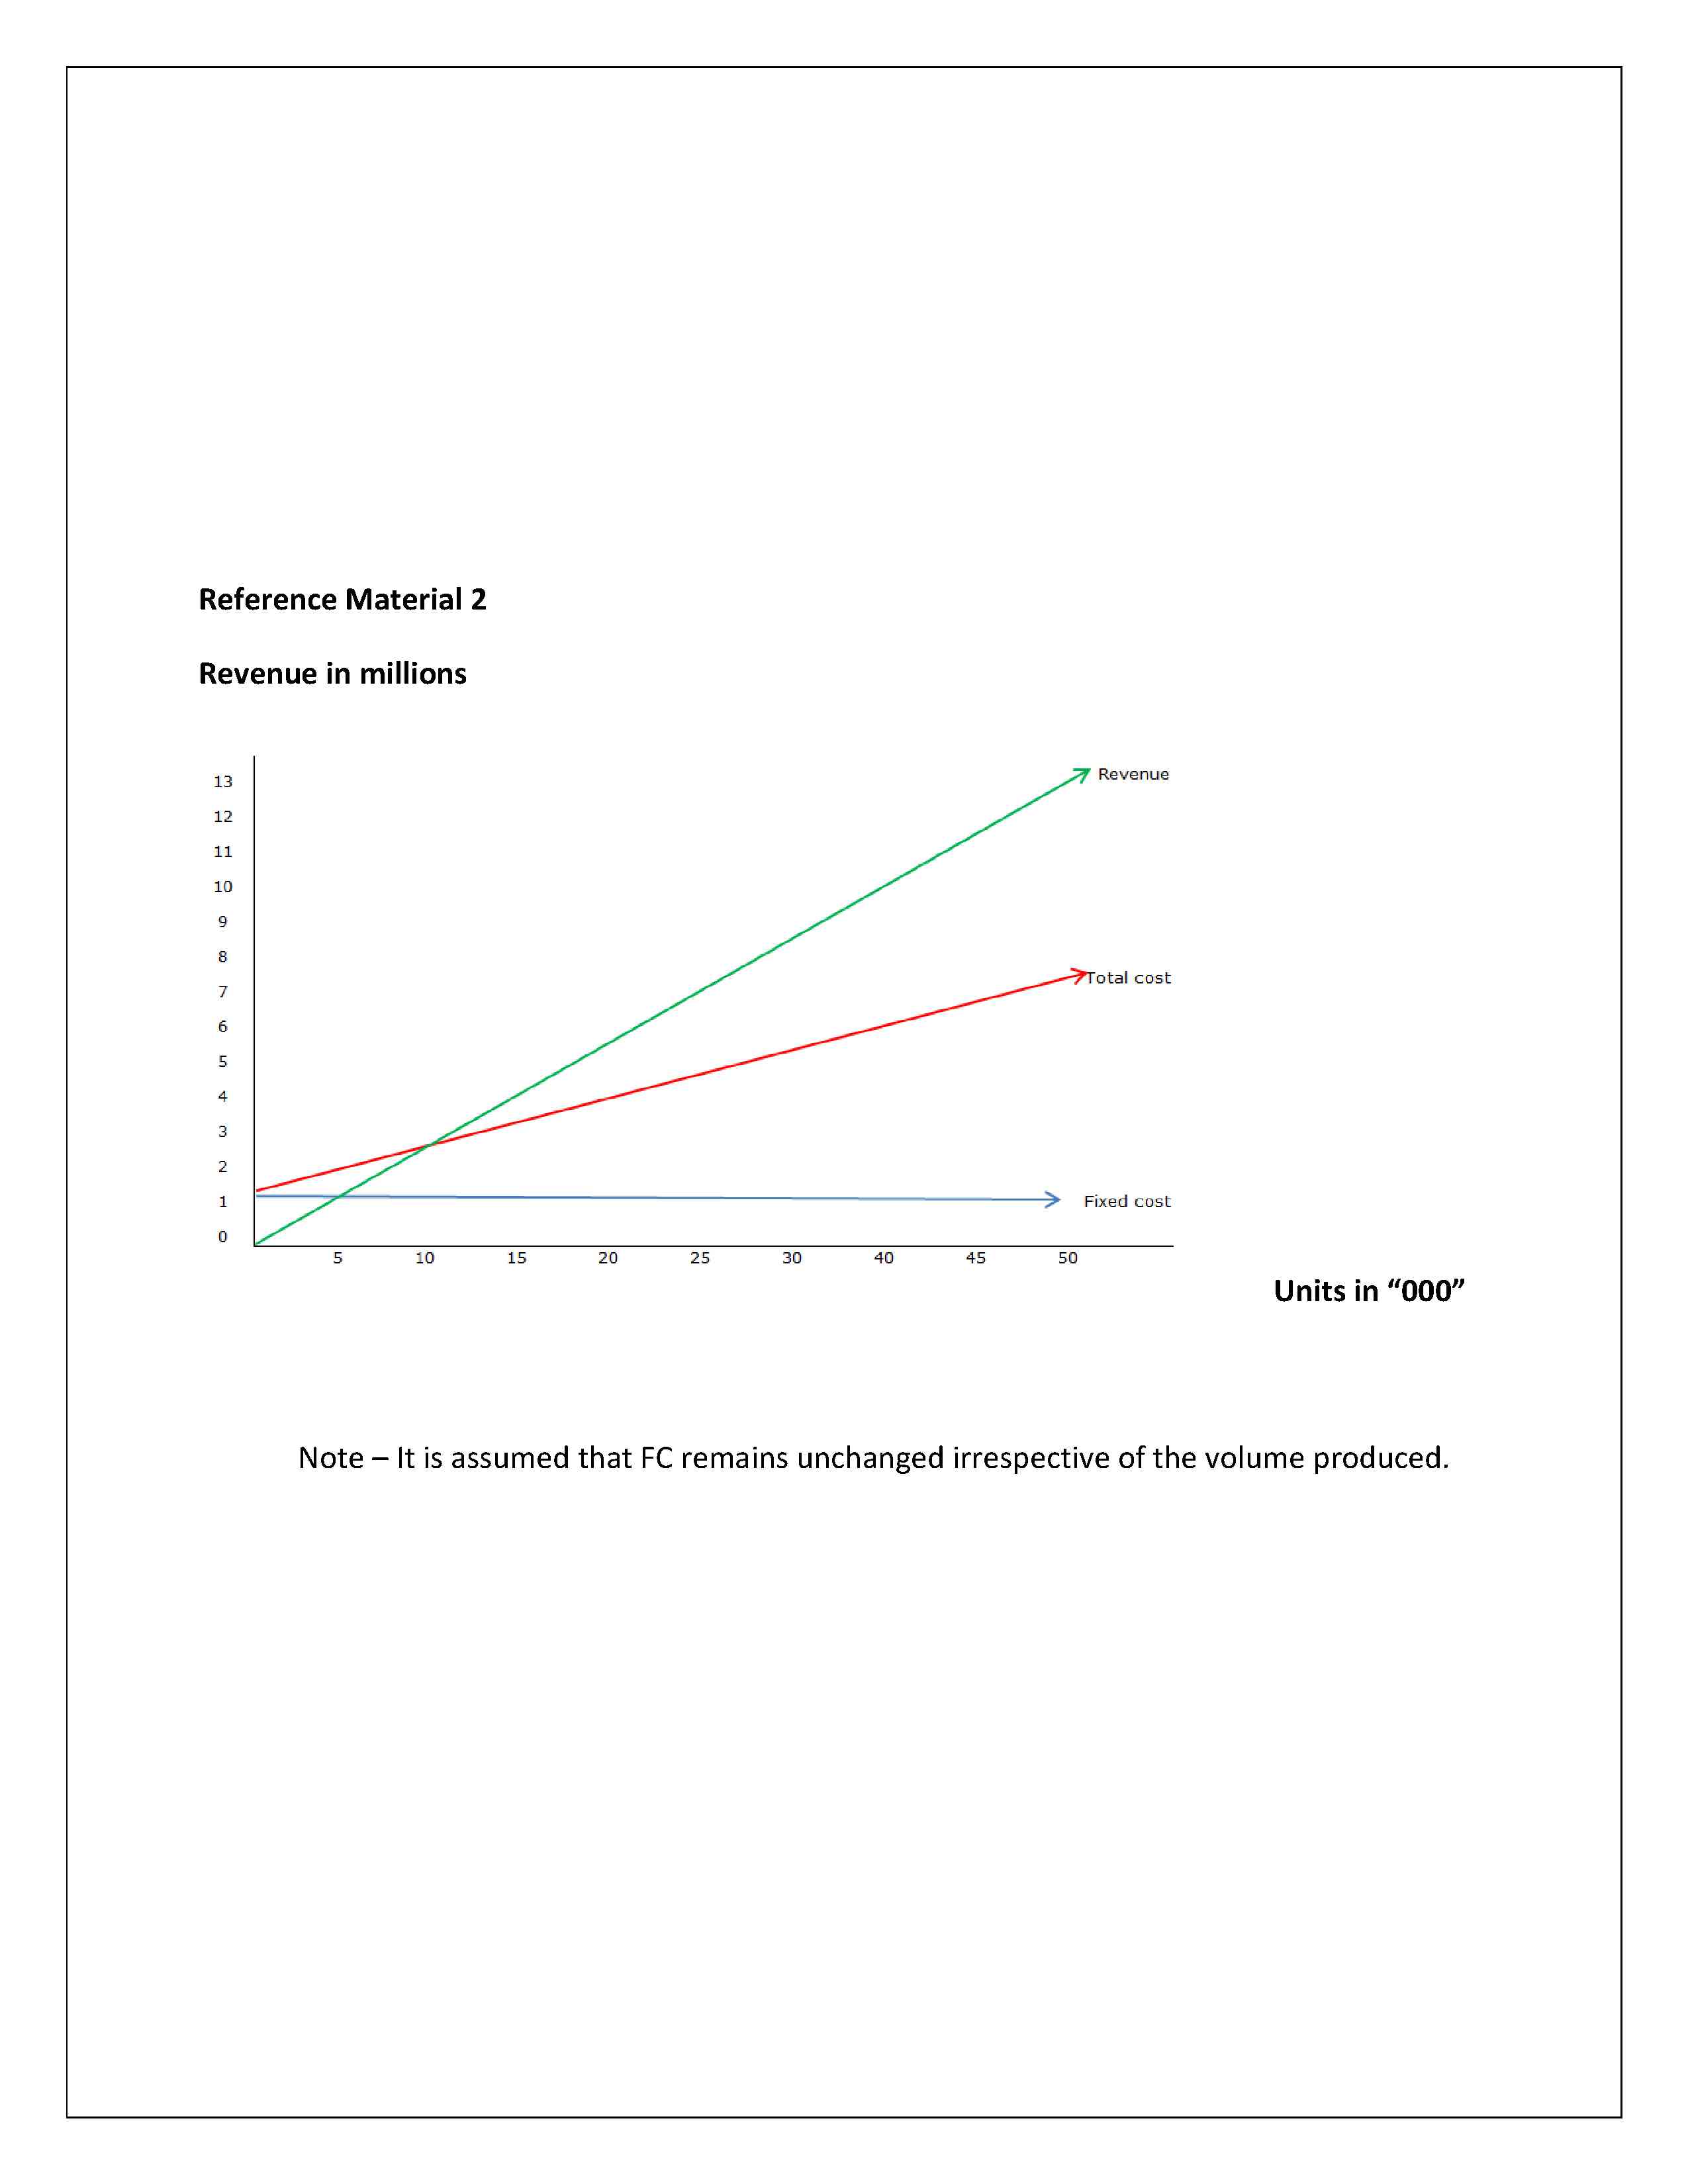 Reference Material 2
Revenue in millions
13
12
11
10
9
8
7
6
5
4
3
2
1
0
Revenue
Total cost
Fixed cost
5 10 15 20 25 30 40 45 50
Units in “000”
Note – It is assumed that FC remains unchanged irrespective of the volume produced.